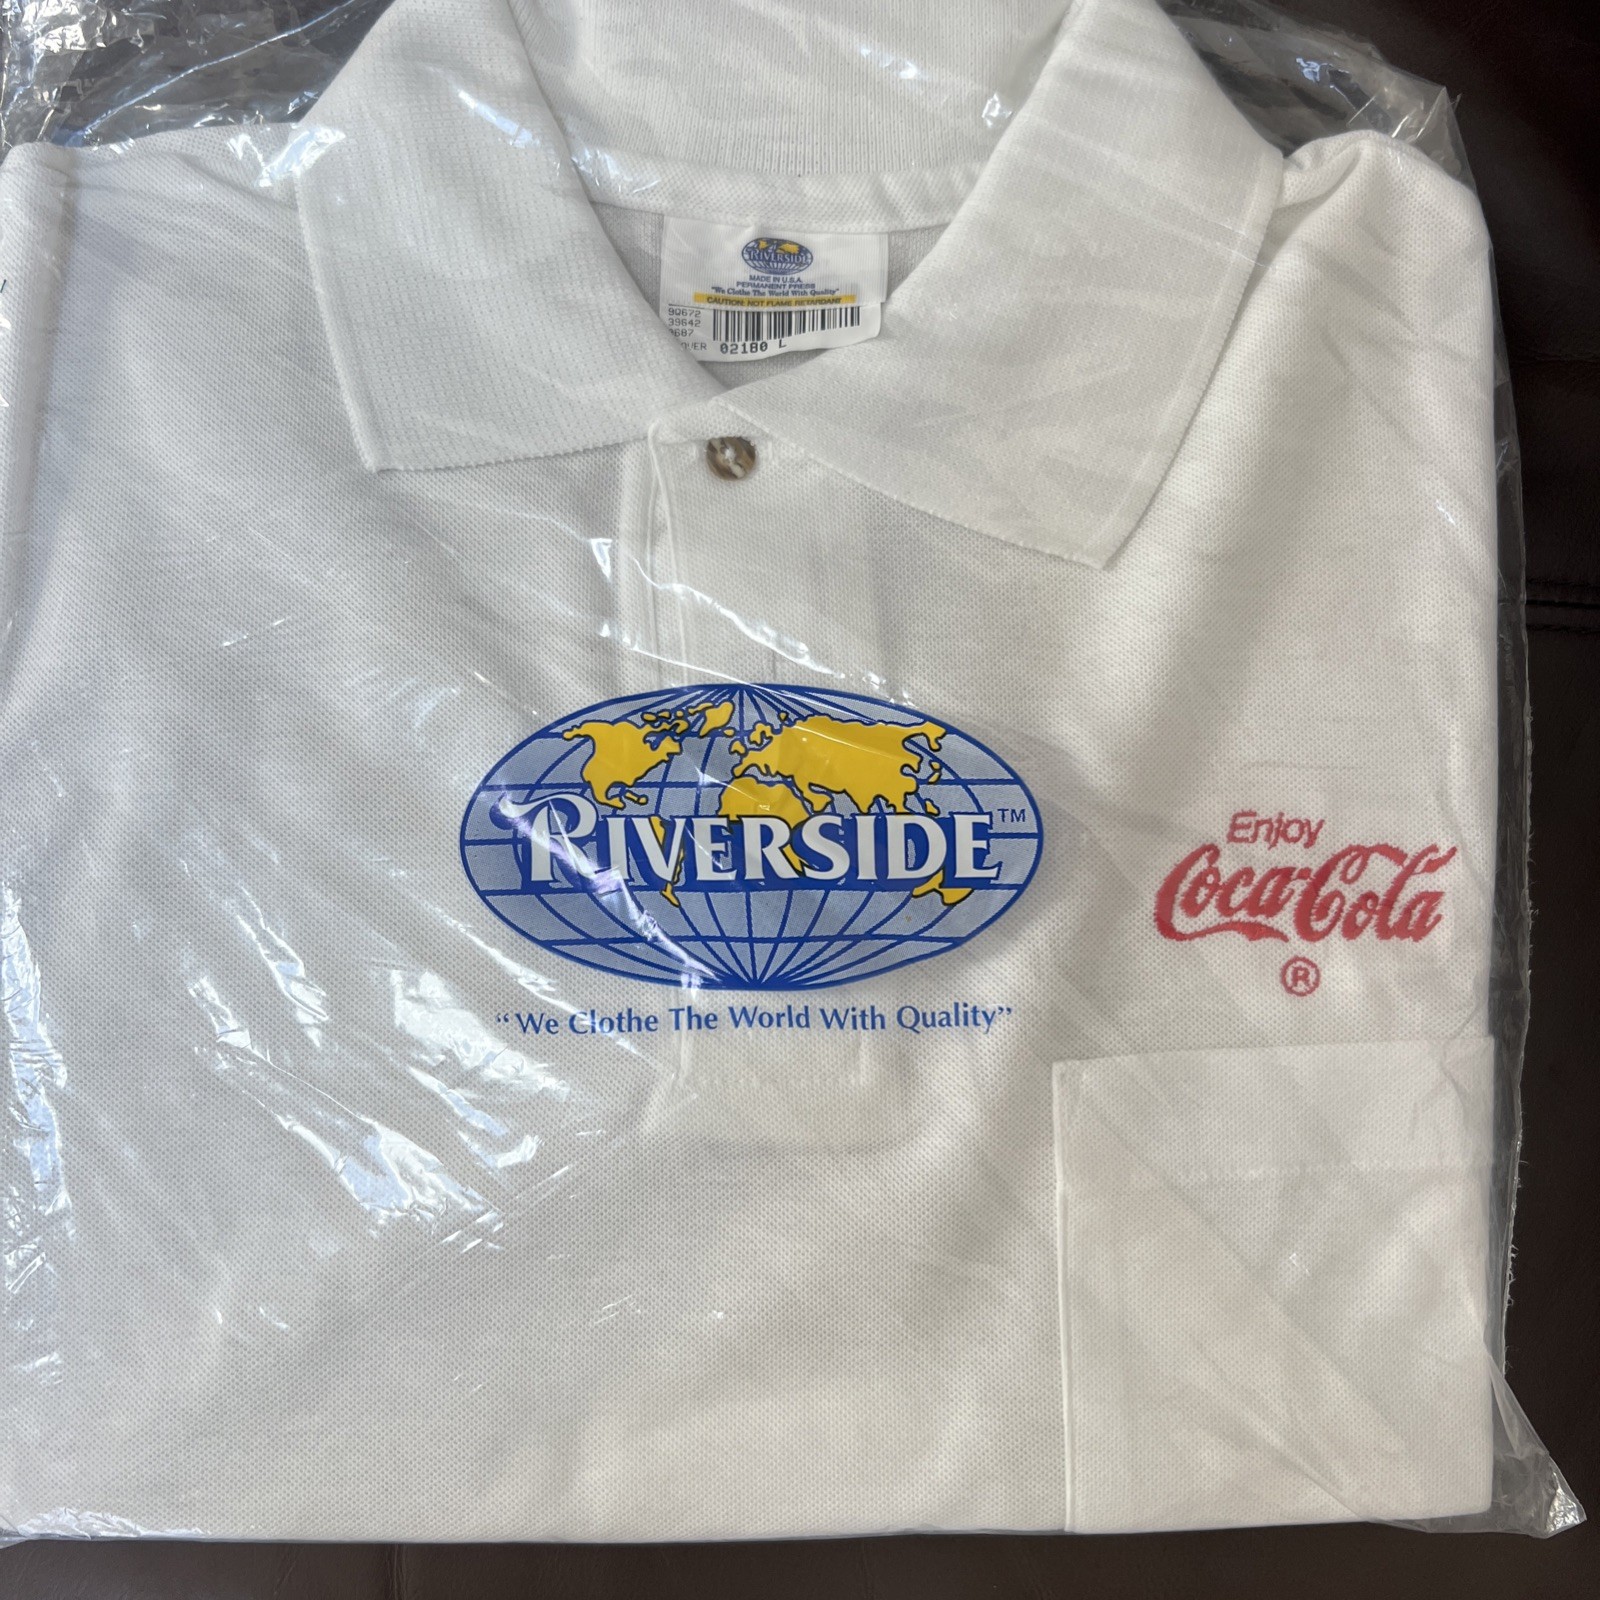 RIVERSIDE
MADE IN U.S.A.
PERMANENT PRESS
"We Clothe The World With Quality"
CAUTION: NOT FLAME RETARDANT
90672
39642
02180 L
RIVERSIDE™
"We Clothe The World With Quality"
Enjoy
Coca-Cola
®